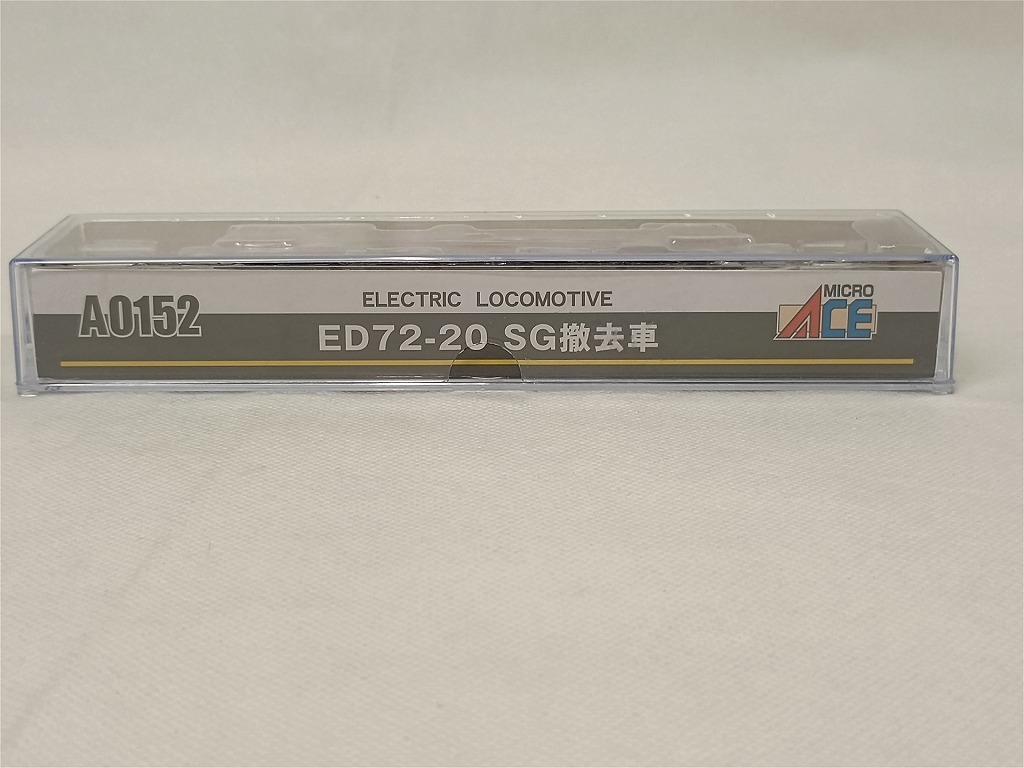 A0152
ELECTRIC LOCOMOTIVE
ED72-20 SG撤去車
MICRO
ACE